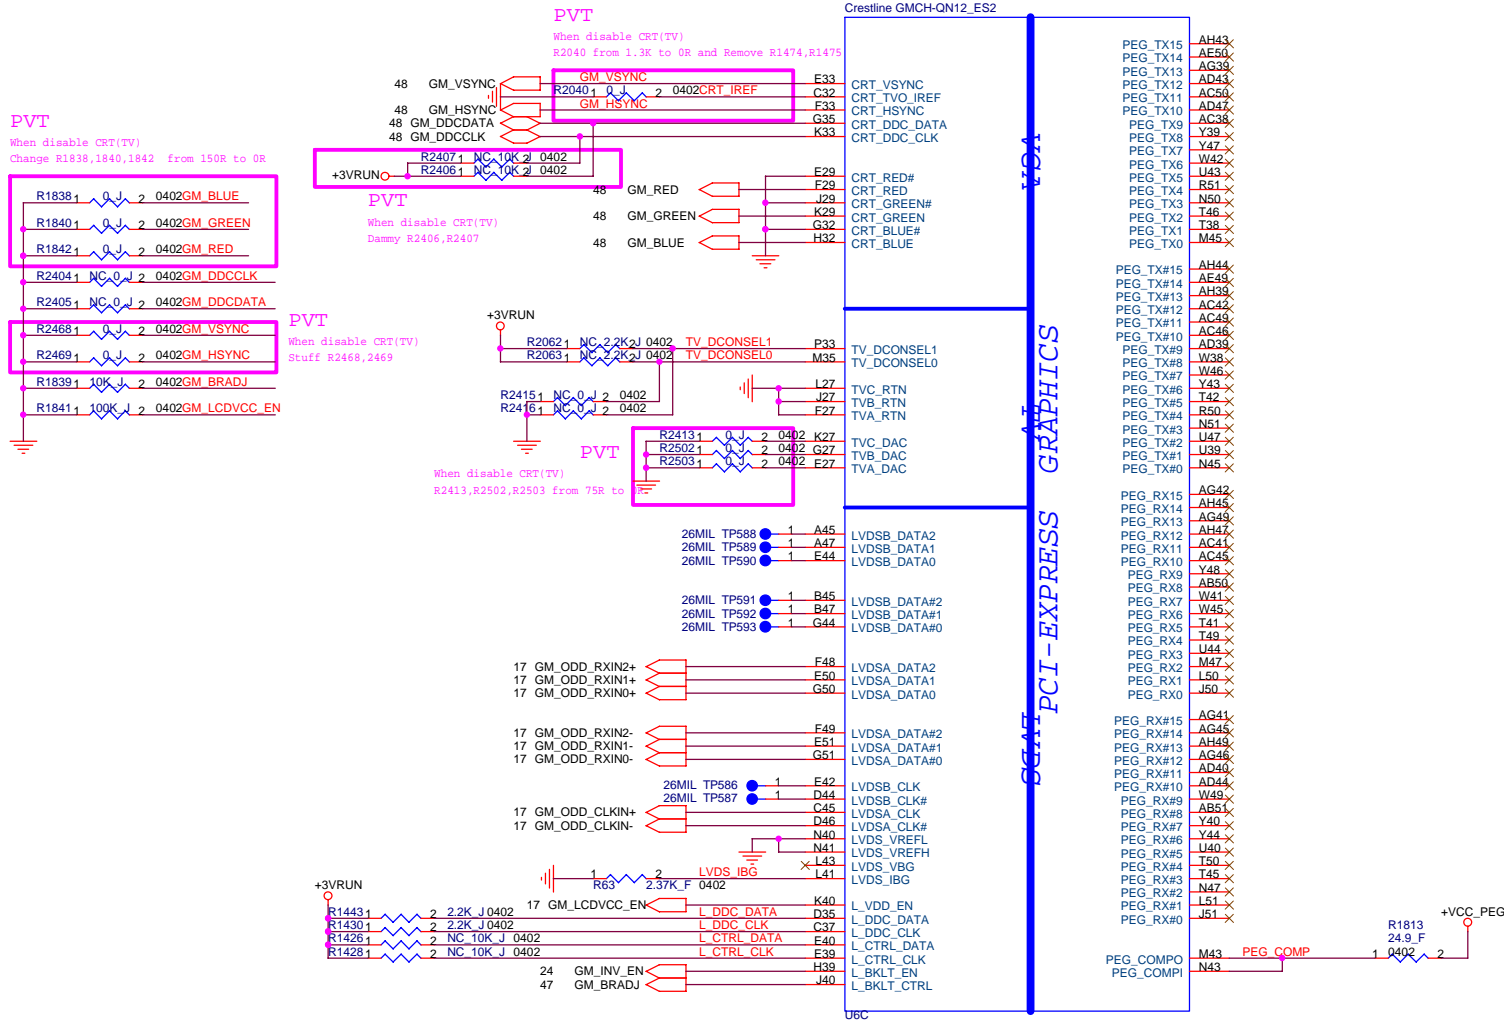 Crestline GMCH-QN12_ES2
PVT
When disable CRT(TV)
R2040 from 1.3K to 0R and Remove R1474,R1475
48 GM_VSYNC
GM_VSYNC
E33 CRT_VSYNC
R2040 1 0_J 2 0402 CRT_IREF
C32 CRT_TVO_IREF
48 GM_HSYNC
GM_HSYNC
F33 CRT_HSYNC
48 GM_DDCDATA
G35 CRT_DDC_DATA
48 GM_DDCCLK
K33 CRT_DDC_CLK
+3VRUN
R2407 1 NC_10K_J 2 0402
R2406 1 NC_10K_J 2 0402
PVT
When disable CRT(TV)
Dammy R2406,R2407
PVT
When disable CRT(TV)
Change R1838,1840,1842 from 150R to 0R
R1838 1 0_J 2 0402 GM_BLUE
R1840 1 0_J 2 0402 GM_GREEN
R1842 1 0_J 2 0402 GM_RED
R2404 1 NC_0_J 2 0402 GM_DDCCLK
R2405 1 NC_0_J 2 0402 GM_DDCDATA
R2468 1 0_J 2 0402 GM_VSYNC
R2469 1 0_J 2 0402 GM_HSYNC
R1839 1 10K_J 2 0402 GM_BRADJ
R1841 1 100K_J 2 0402 GM_LCDVCC_EN
PVT
When disable CRT(TV)
Stuff R2468,2469
E29 CRT_RED#
48 GM_RED
F29 CRT_RED
J29 CRT_GREEN#
48 GM_GREEN
K29 CRT_GREEN
G32 CRT_BLUE#
48 GM_BLUE
H32 CRT_BLUE
VGA
+3VRUN
R2062 1 NC_2.2K_J 2 0402 TV_DCONSEL1
P33 TV_DCONSEL1
R2063 1 NC_2.2K_J 2 0402 TV_DCONSEL0
M35 TV_DCONSEL0
R2415 1 NC_0_J 2 0402
R2416 1 NC_0_J 2 0402
L27 TVC_RTN
J27 TVB_RTN
F27 TVA_RTN
R2413 1 0_J 2 0402 K27 TVC_DAC
R2502 1 0_J 2 0402 G27 TVB_DAC
R2503 1 0_J 2 0402 E27 TVA_DAC
PVT
When disable CRT(TV)
R2413,R2502,R2503 from 75R to 0R
TV
26MIL TP588 1 A45 LVDSB_DATA2
26MIL TP589 1 A47 LVDSB_DATA1
26MIL TP590 1 E44 LVDSB_DATA0
26MIL TP591 1 B45 LVDSB_DATA#2
26MIL TP592 1 B47 LVDSB_DATA#1
26MIL TP593 1 G44 LVDSB_DATA#0
17 GM_ODD_RXIN2+ F48 LVDSA_DATA2
17 GM_ODD_RXIN1+ E50 LVDSA_DATA1
17 GM_ODD_RXIN0+ G50 LVDSA_DATA0
17 GM_ODD_RXIN2- F49 LVDSA_DATA#2
17 GM_ODD_RXIN1- E51 LVDSA_DATA#1
17 GM_ODD_RXIN0- G51 LVDSA_DATA#0
26MIL TP586 1 E42 LVDSB_CLK
26MIL TP587 1 D44 LVDSB_CLK#
17 GM_ODD_CLKIN+ C45 LVDSA_CLK
17 GM_ODD_CLKIN- D46 LVDSA_CLK#
N40 LVDS_VREFL
N41 LVDS_VREFH
L43 LVDS_VBG
1 R63 2.37K_F 2 0402 LVDS_IBG L41 LVDS_IBG
LVDS
+3VRUN
17 GM_LCDVCC_EN K40 L_VDD_EN
R1443 1 2 2.2K_J 0402 L_DDC_DATA D35 L_DDC_DATA
R1430 1 2 2.2K_J 0402 L_DDC_CLK C37 L_DDC_CLK
R1426 1 2 NC_10K_J 0402 L_CTRL_DATA E40 L_CTRL_DATA
R1428 1 2 NC_10K_J 0402 L_CTRL_CLK E39 L_CTRL_CLK
24 GM_INV_EN H39 L_BKLT_EN
47 GM_BRADJ J40 L_BKLT_CTRL
U6C
PCI-EXPRESS GRAPHICS
PEG_TX15 AH43
PEG_TX14 AE50
PEG_TX13 AG39
PEG_TX12 AD43
PEG_TX11 AC50
PEG_TX10 AD47
PEG_TX9 AC38
PEG_TX8 Y39
PEG_TX7 Y47
PEG_TX6 W42
PEG_TX5 U43
PEG_TX4 R51
PEG_TX3 N50
PEG_TX2 T46
PEG_TX1 T38
PEG_TX0 M45
PEG_TX#15 AH44
PEG_TX#14 AE49
PEG_TX#13 AH39
PEG_TX#12 AC42
PEG_TX#11 AC49
PEG_TX#10 AC46
PEG_TX#9 AD39
PEG_TX#8 W38
PEG_TX#7 W46
PEG_TX#6 Y43
PEG_TX#5 T42
PEG_TX#4 R50
PEG_TX#3 N51
PEG_TX#2 U47
PEG_TX#1 U39
PEG_TX#0 N45
PEG_RX15 AG42
PEG_RX14 AH45
PEG_RX13 AG49
PEG_RX12 AH47
PEG_RX11 AC41
PEG_RX10 AC45
PEG_RX9 Y48
PEG_RX8 AB50
PEG_RX7 W41
PEG_RX6 W45
PEG_RX5 T41
PEG_RX4 T49
PEG_RX3 U44
PEG_RX2 M47
PEG_RX1 L50
PEG_RX0 J50
PEG_RX#15 AG41
PEG_RX#14 AG45
PEG_RX#13 AH49
PEG_RX#12 AG46
PEG_RX#11 AD40
PEG_RX#10 AD44
PEG_RX#9 W49
PEG_RX#8 AB51
PEG_RX#7 Y40
PEG_RX#6 Y44
PEG_RX#5 U40
PEG_RX#4 T50
PEG_RX#3 T45
PEG_RX#2 N47
PEG_RX#1 L51
PEG_RX#0 J51
PEG_COMPO M43 PEG_COMP
PEG_COMPI N43
+VCC_PEG
R1813
24.9_F
1 0402 2